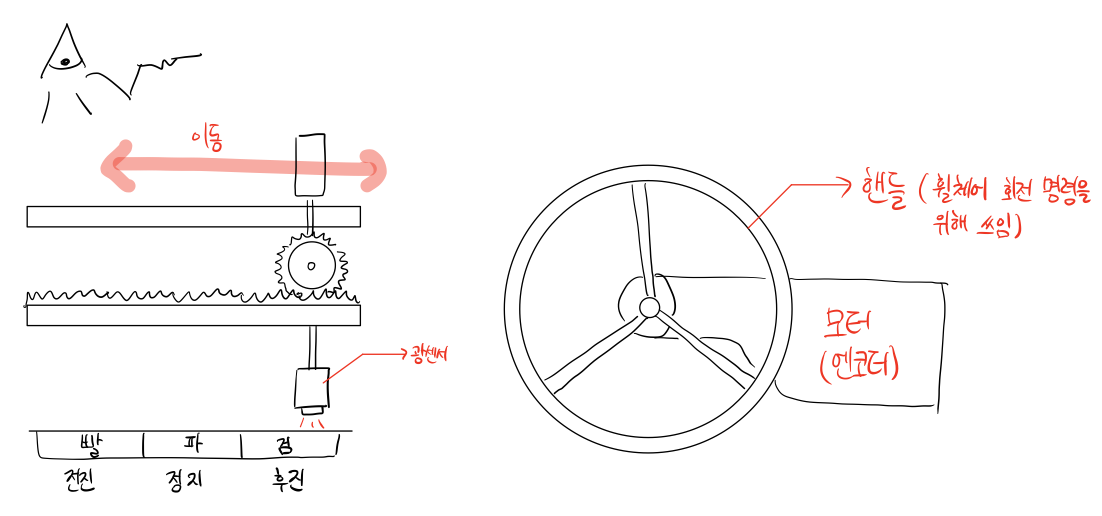 이동
광센서
빨 파 검
전진 정지 후진
핸들 (휠체어 회전 명령을
위해 쓰임)
모터
(엔코더)